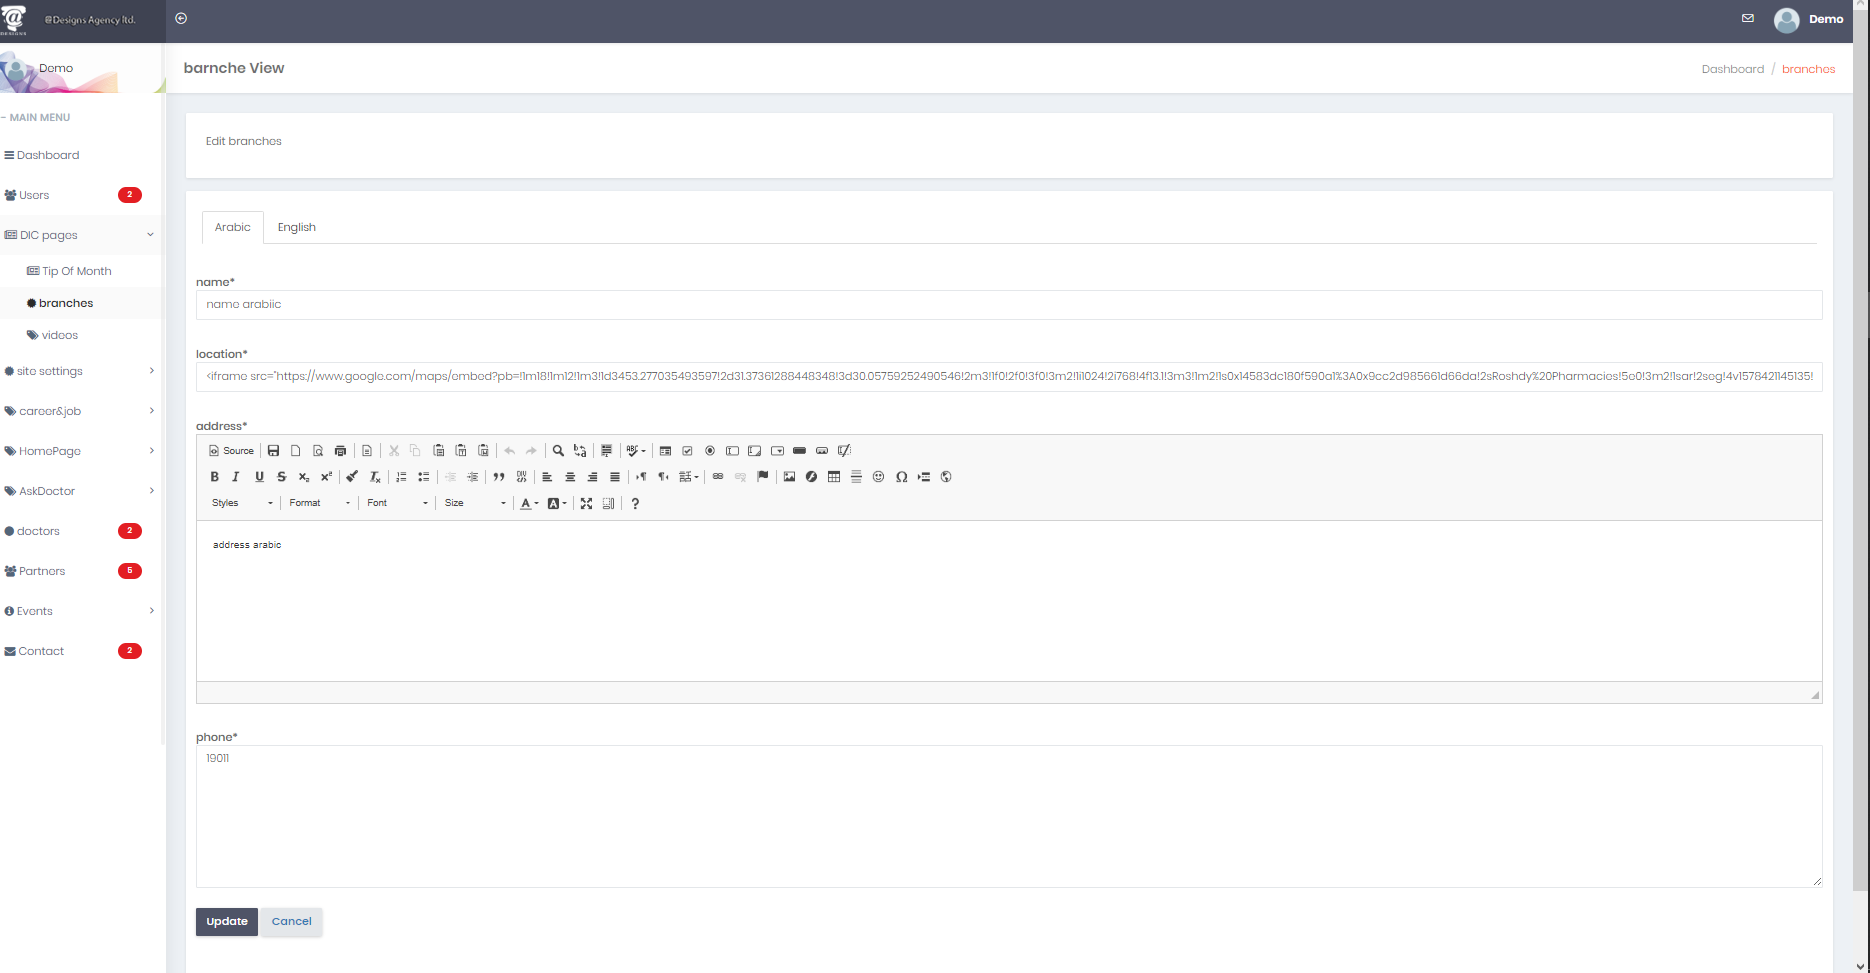 @Designs Agency ltd.
DESIGNS
Demo
Demo
barnche View
Dashboard / branches
- MAIN MENU
Dashboard
Users 2
DIC pages
Tip Of Month
branches
videos
site settings
career&job
HomePage
AskDoctor
doctors 2
Partners 5
Events
Contact 2
Edit branches
Arabic English
name*
name arabiic
location*
<iframe src="https://www.google.com/maps/embed?pb=!1m18!1m12!1m3!1d3453.277035493597!2d31.37361288448348!3d30.05759252490546!2m3!1f0!2f0!3f0!3m2!1i1024!2i768!4f13.1!3m3!1m2!1s0x14583dc180f590a1%3A0x9cc2d985661d66da!2sRoshdy%20Pharmacies!5e0!3m2!1sar!2seg!4v1578421145135!
address*
Source
Styles Format Font Size
address arabic
phone*
19011
Update Cancel